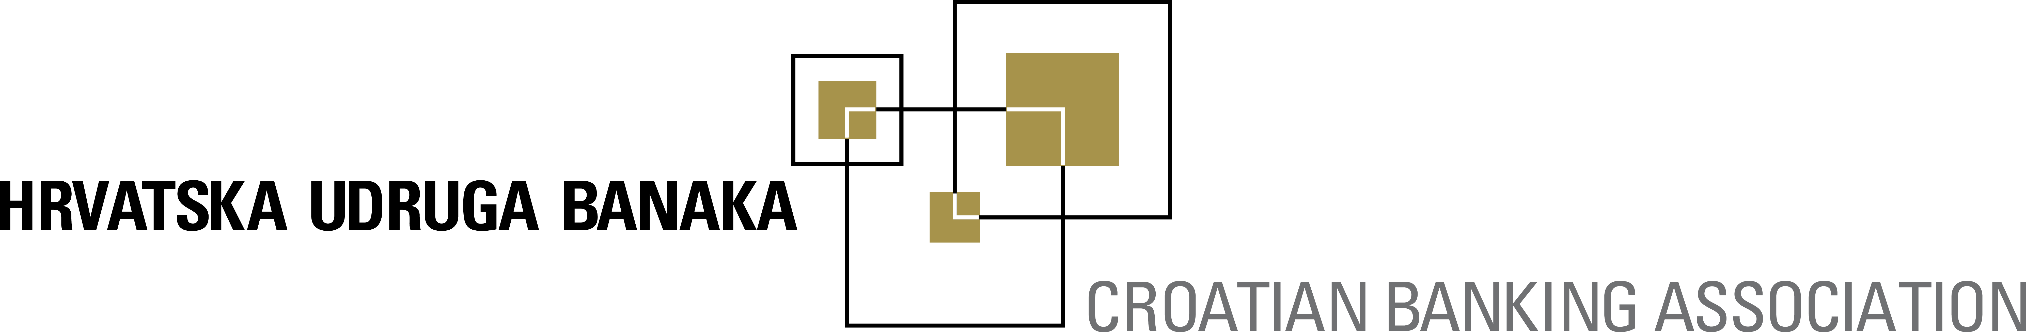 HRVATSKA UDRUGA BANAKA
CROATIAN BANKING ASSOCIATION